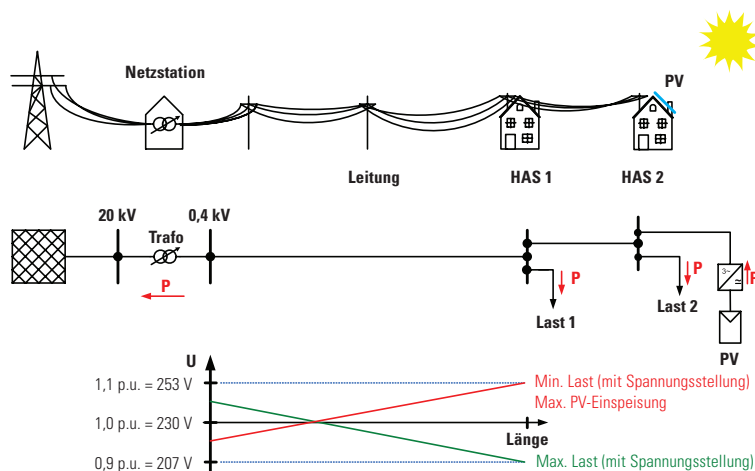 Netzstation
PV
Leitung
HAS 1
HAS 2
20 kV
0,4 kV
Trafo
P
P
P
P
3~
Last 1
Last 2
PV
U
1,1 p.u. = 253 V
Min. Last (mit Spannungsstellung)
Max. PV-Einspeisung
1,0 p.u. = 230 V
Länge
0,9 p.u. = 207 V
Max. Last (mit Spannungsstellung)